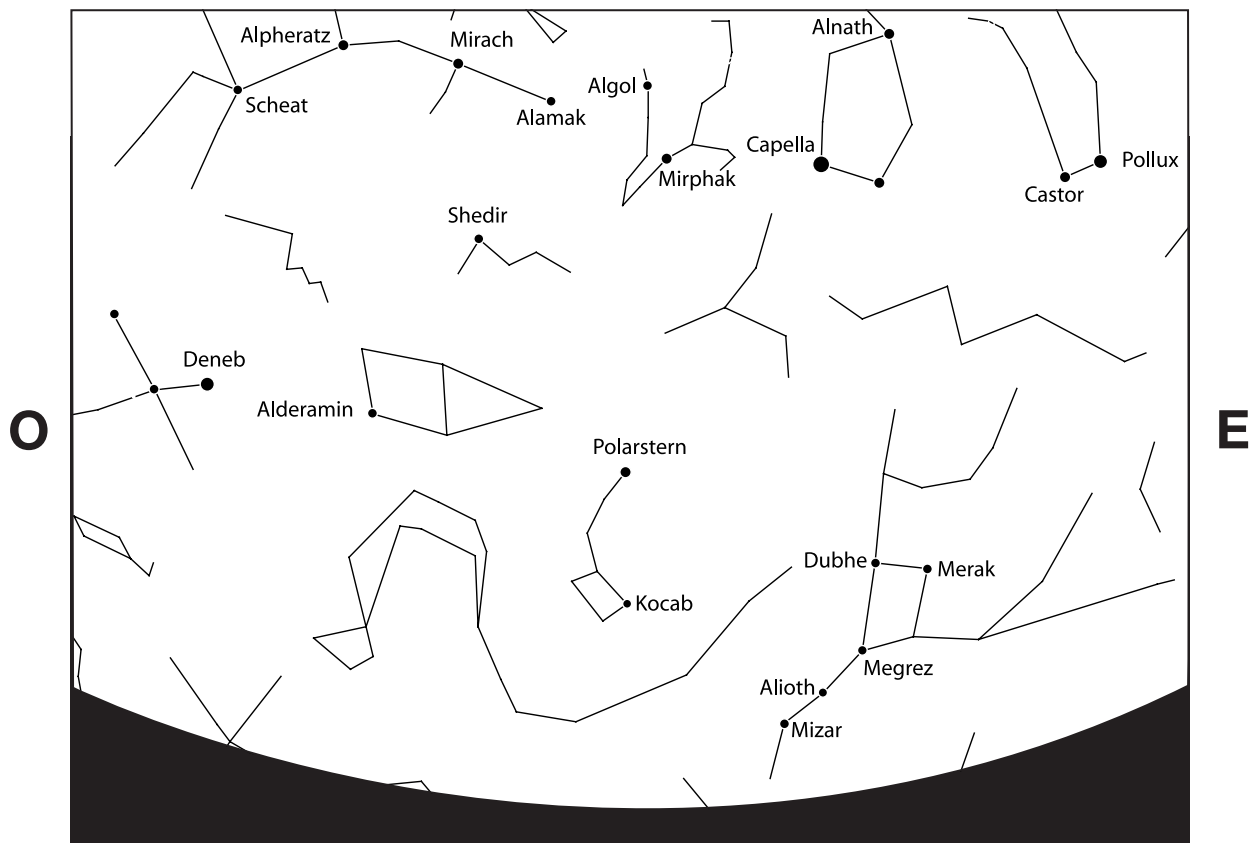 Alnath
Alpheratz
Mirach
Algol
Scheat
Alamak
Capella
Pollux
Mirphak
Castor
Shedir
Deneb
Alderamin
O
E
Polarstern
Dubhe
Merak
Kocab
Megrez
Alioth
Mizar